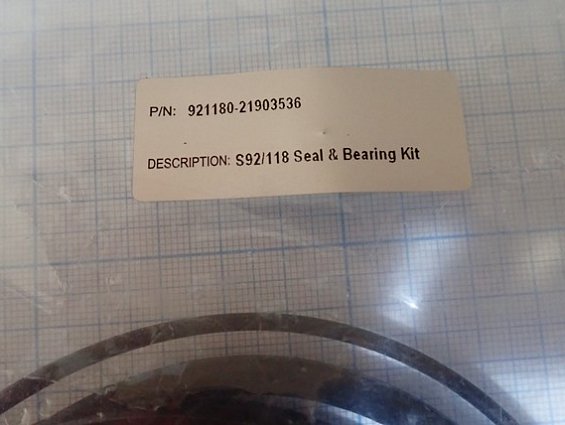 P/N: 921180-21903536
DESCRIPTION: S92/118 Seal & Bearing Kit